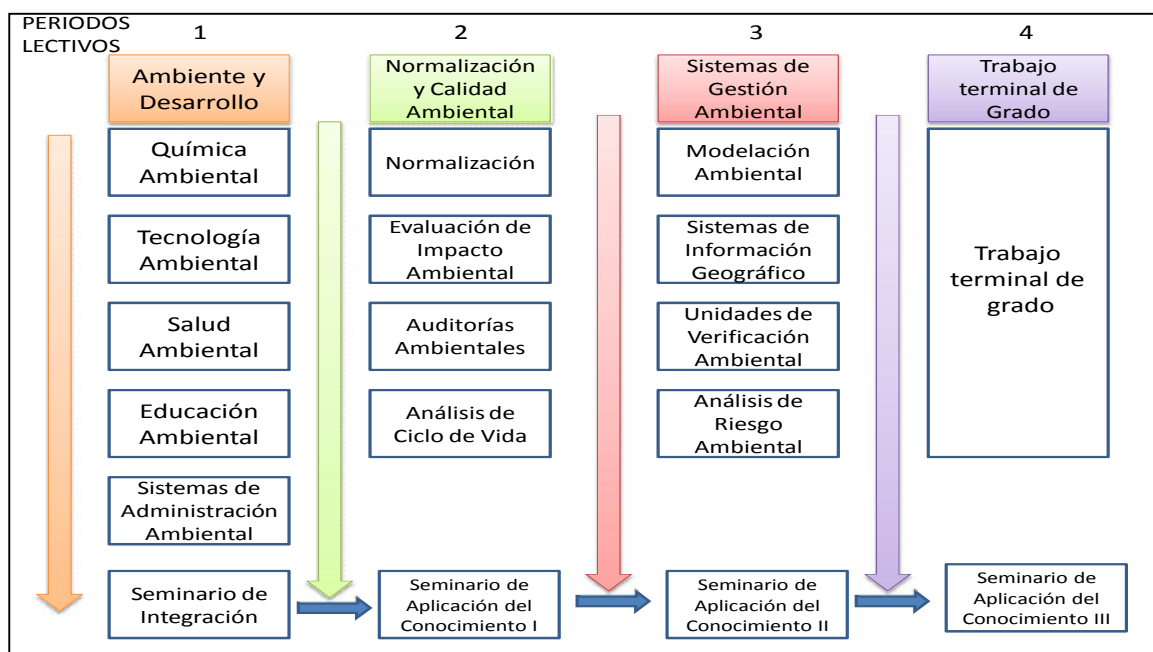 PERIODOS
LECTIVOS
1
2
3
4
Ambiente y
Desarrollo
Normalización
y Calidad
Ambiental
Sistemas de
Gestión
Ambiental
Trabajo
terminal de
Grado
Química
Ambiental
Normalización
Modelación
Ambiental
Trabajo
terminal de
grado
Tecnología
Ambiental
Evaluación de
Impacto
Ambiental
Sistemas de
Información
Geográfico
Salud
Ambiental
Auditorías
Ambientales
Unidades de
Verificación
Ambiental
Educación
Ambiental
Análisis de
Ciclo de Vida
Análisis de
Riesgo
Ambiental
Sistemas de
Administración
Ambiental
Seminario de
Integración
Seminario de
Aplicación del
Conocimiento I
Seminario de
Aplicación del
Conocimiento II
Seminario de
Aplicación del
Conocimiento III